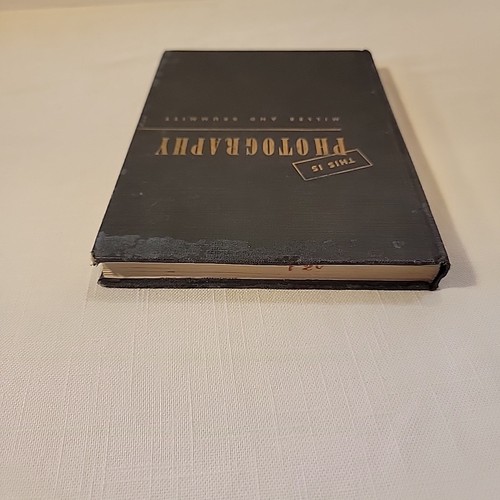 THIS IS
PHOTOGRAPHY
MILLER AND BRUMMITT